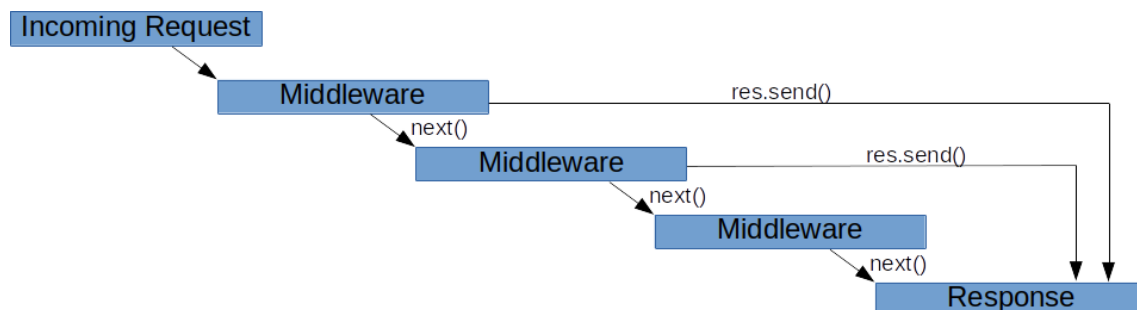 Incoming Request
Middleware
res.send()
next()
Middleware
res.send()
next()
Middleware
next()
Response